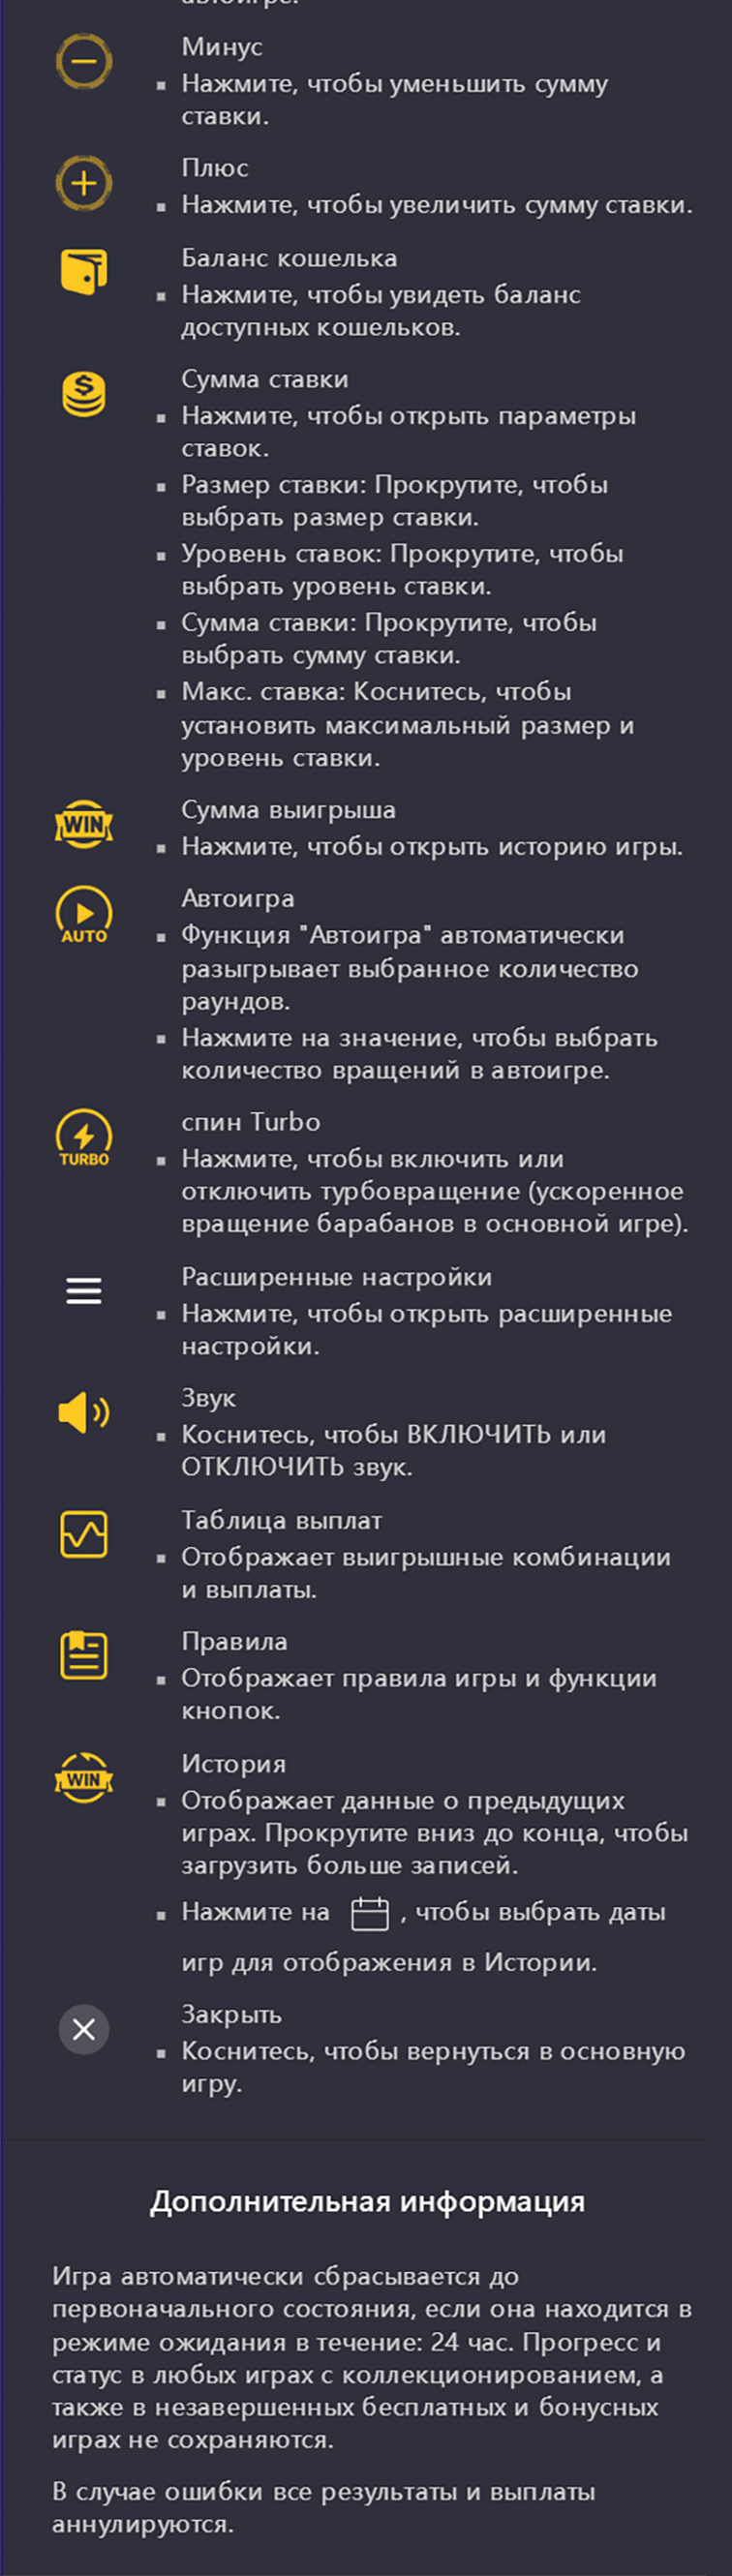 автоигре.
Минус
▪ Нажмите, чтобы уменьшить сумму
ставки.
Плюс
▪ Нажмите, чтобы увеличить сумму ставки.
Баланс кошелька
▪ Нажмите, чтобы увидеть баланс
доступных кошельков.
$
Сумма ставки
▪ Нажмите, чтобы открыть параметры
ставок.
▪ Размер ставки: Прокрутите, чтобы
выбрать размер ставки.
▪ Уровень ставок: Прокрутите, чтобы
выбрать уровень ставки.
▪ Сумма ставки: Прокрутите, чтобы
выбрать сумму ставки.
▪ Макс. ставка: Коснитесь, чтобы
установить максимальный размер и
уровень ставки.
WIN
Сумма выигрыша
▪ Нажмите, чтобы открыть историю игры.
AUTO
Автоигра
▪ Функция "Автоигра" автоматически
разыгрывает выбранное количество
раундов.
▪ Нажмите на значение, чтобы выбрать
количество вращений в автоигре.
TURBO
спин Turbo
▪ Нажмите, чтобы включить или
отключить турбовращение (ускоренное
вращение барабанов в основной игре).
Расширенные настройки
▪ Нажмите, чтобы открыть расширенные
настройки.
Звук
▪ Коснитесь, чтобы ВКЛЮЧИТЬ или
ОТКЛЮЧИТЬ звук.
Таблица выплат
▪ Отображает выигрышные комбинации
и выплаты.
Правила
▪ Отображает правила игры и функции
кнопок.
WIN
История
▪ Отображает данные о предыдущих
играх. Прокрутите вниз до конца, чтобы
загрузить больше записей.
▪ Нажмите на , чтобы выбрать даты
игр для отображения в Истории.
Закрыть
▪ Коснитесь, чтобы вернуться в основную
игру.
Дополнительная информация
Игра автоматически сбрасывается до
первоначального состояния, если она находится в
режиме ожидания в течение: 24 час. Прогресс и
статус в любых играх с коллекционированием, а
также в незавершенных бесплатных и бонусных
играх не сохраняются.
В случае ошибки все результаты и выплаты
аннулируются.